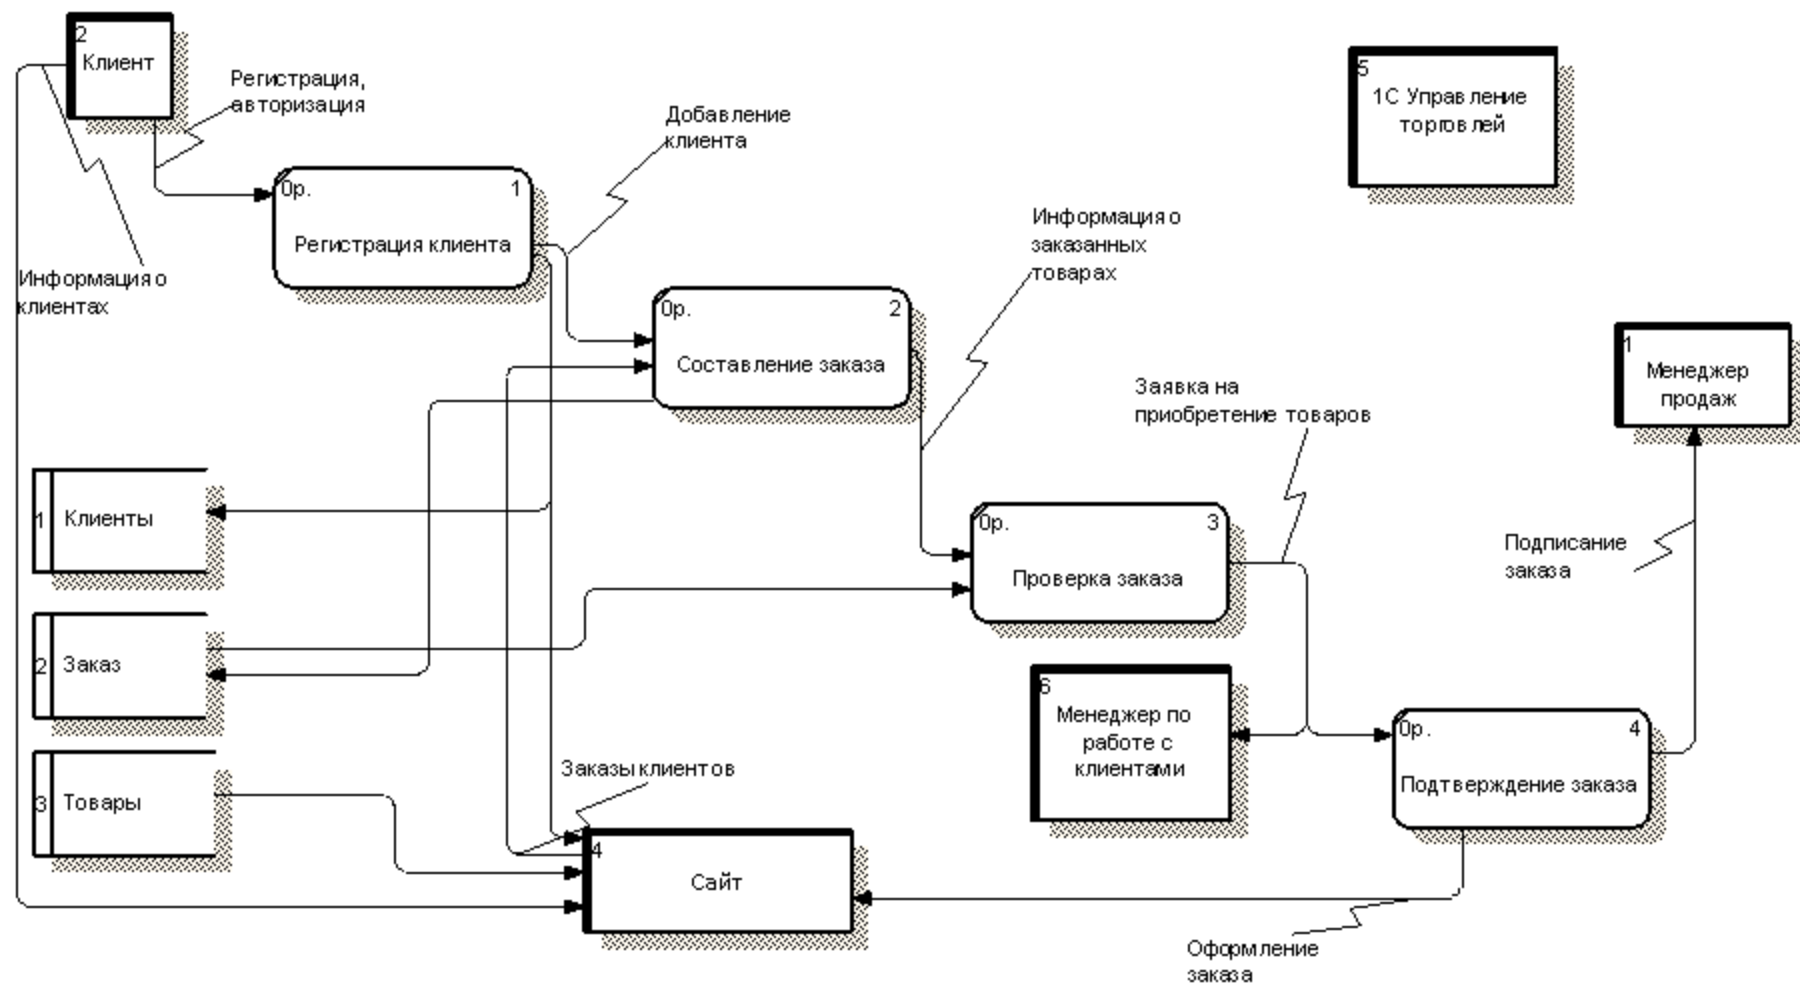 2
Клиент
Регистрация,
авторизация
Добавление
клиента
5
1С Управление
торговлей
0р.
1
Регистрация клиента
Информация о
заказанных
товарах
Информация о
клиентах
0р.
2
Составление заказа
1
Менеджер
продаж
Заявка на
приобретение товаров
1
Клиенты
0р.
3
Проверка заказа
Подписание
заказа
2
Заказ
6
Менеджер по
работе с
клиентами
0р.
4
Подтверждение заказа
3
Товары
Заказы клиентов
4
Сайт
Оформление
заказа